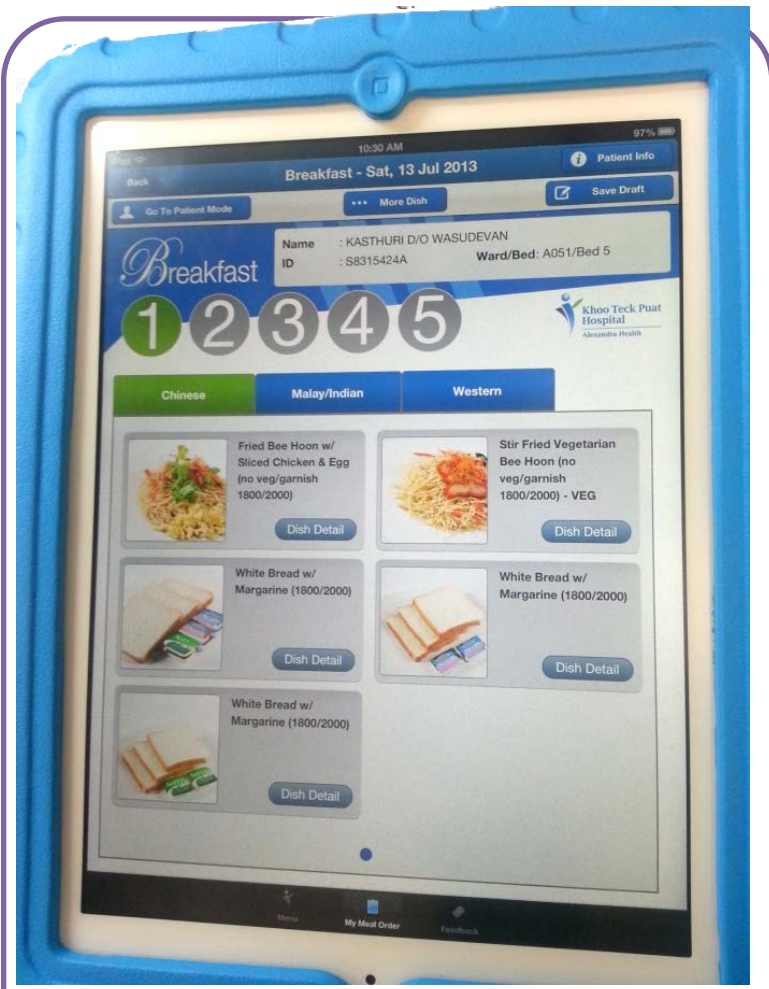 10:30 AM
97%
Back
Breakfast - Sat, 13 Jul 2013
Patient Info
Go To Patient Mode
More Dish
Save Draft
Breakfast
Name : KASTHURI D/O WASUDEVAN
ID : S8315424A Ward/Bed: A051/Bed 5
1 2 3 4 5
Khoo Teck Puat
Hospital
Alexandra Health
Chinese
Malay/Indian
Western
Fried Bee Hoon w/
Sliced Chicken & Egg
(no veg/garnish
1800/2000)
Dish Detail
Stir Fried Vegetarian
Bee Hoon (no
veg/garnish
1800/2000) - VEG
Dish Detail
White Bread w/
Margarine (1800/2000)
Dish Detail
White Bread w/
Margarine (1800/2000)
Dish Detail
White Bread w/
Margarine (1800/2000)
Dish Detail
Menu
My Meal Order
Feedback